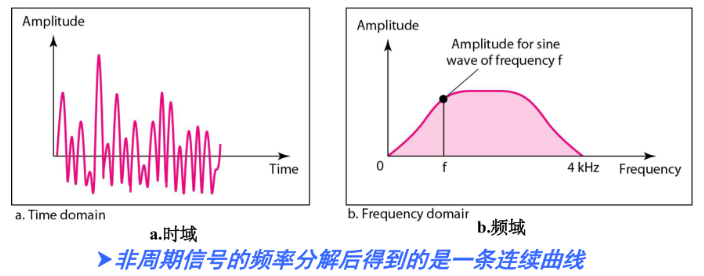 Amplitude
Time
a. Time domain
a.时域
Amplitude
Amplitude for sine
wave of frequency f
0
f
4 kHz
Frequency
b. Frequency domair
b.频域
➤非周期信号的频率分解后得到的是一条连续曲线